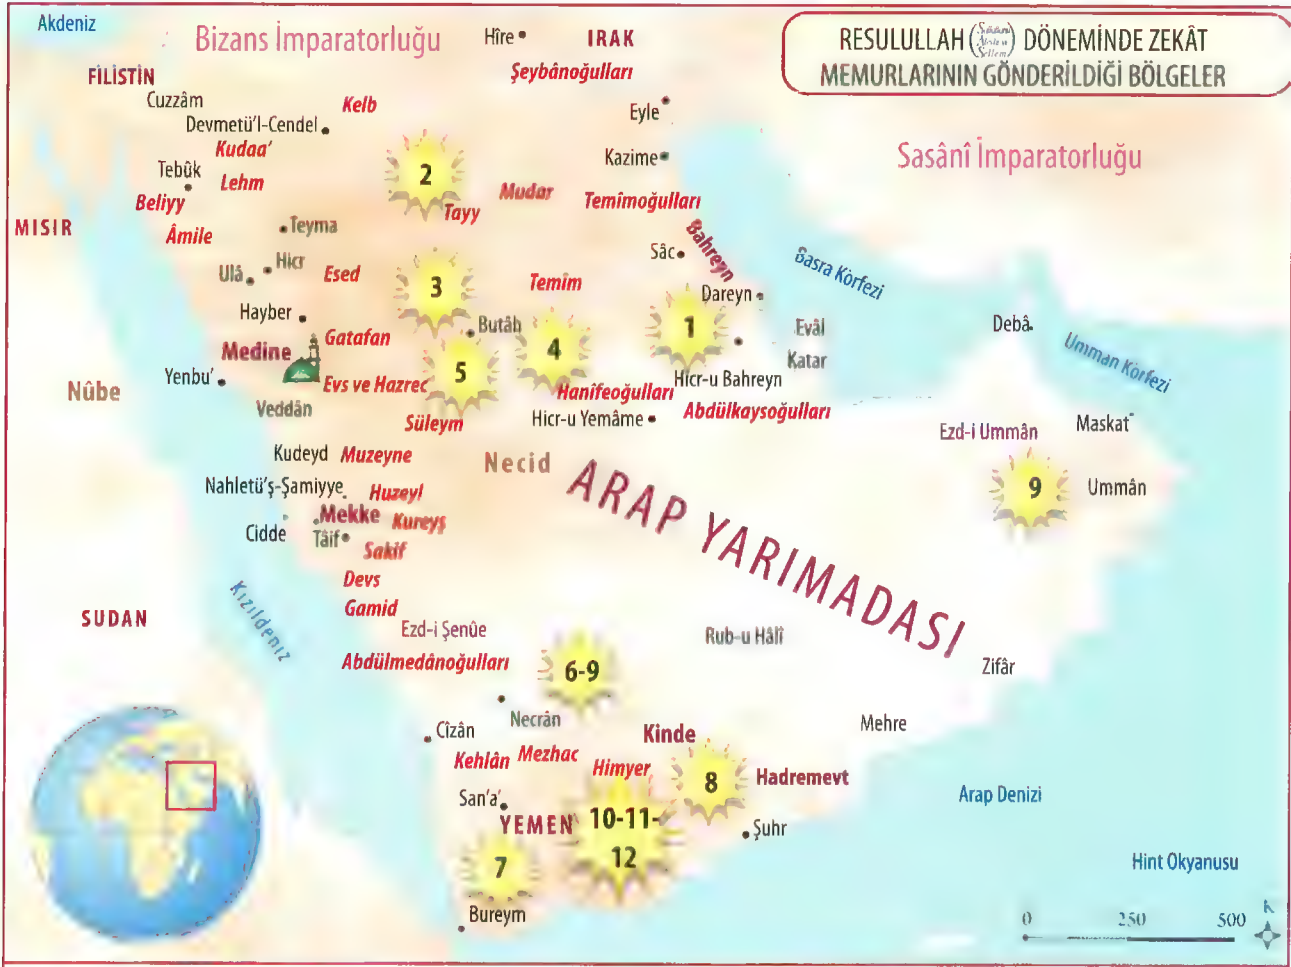 Akdeniz
Bizans İmparatorluğu
Hîre
IRAK
RESULULLAH (Sallallahu Aleyhi ve Sellem) DÖNEMİNDE ZEKÂT
MEMURLARININ GÖNDERİLDİĞİ BÖLGELER
FİLİSTİN
Şeybânoğulları
Cuzzâm
Kelb
Eyle
Devmetü'l-Cendel
Kudaa'
Kazime
Sasânî İmparatorluğu
Tebûk
Lehm
2
Mudar
Temîmoğulları
Beliyy
Tayy
MISIR
Âmile
Teyma
Bahreyn
Sâc
Basra Körfezi
Ulâ
Hicr
Esed
3
Temîm
Dareyn
Hayber
Gatafan
Butâh
4
1
Evâl
Debâ
Umman Körfezi
Medine
Katar
Yenbu'
Evs ve Hazrec
5
Hicr-u Bahreyn
Nûbe
Hanîfeoğulları
Veddân
Süleym
Hicr-u Yemâme
Abdülkaysoğulları
Ezd-i Ummân
Maskat
Kudeyd
Muzeyne
Necid
ARAP YARIMADASI
Nahletü'ş-Şamiyye
Huzeyl
9
Ummân
Mekke
Kureyş
Cidde
Tâif
Sakîf
Devs
Kızıldeniz
Gamid
SUDAN
Ezd-i Şenûe
Rub-u Hâlî
Abdülmedânoğulları
6-9
Zifâr
Necrân
Cîzân
Kinde
Mehre
Kehlân
Mezhac
Himyer
8
Hadremevt
San'a'
Arap Denizi
YEMEN
10-11-
12
Şuhr
7
Hint Okyanusu
Bureym
0
250
500